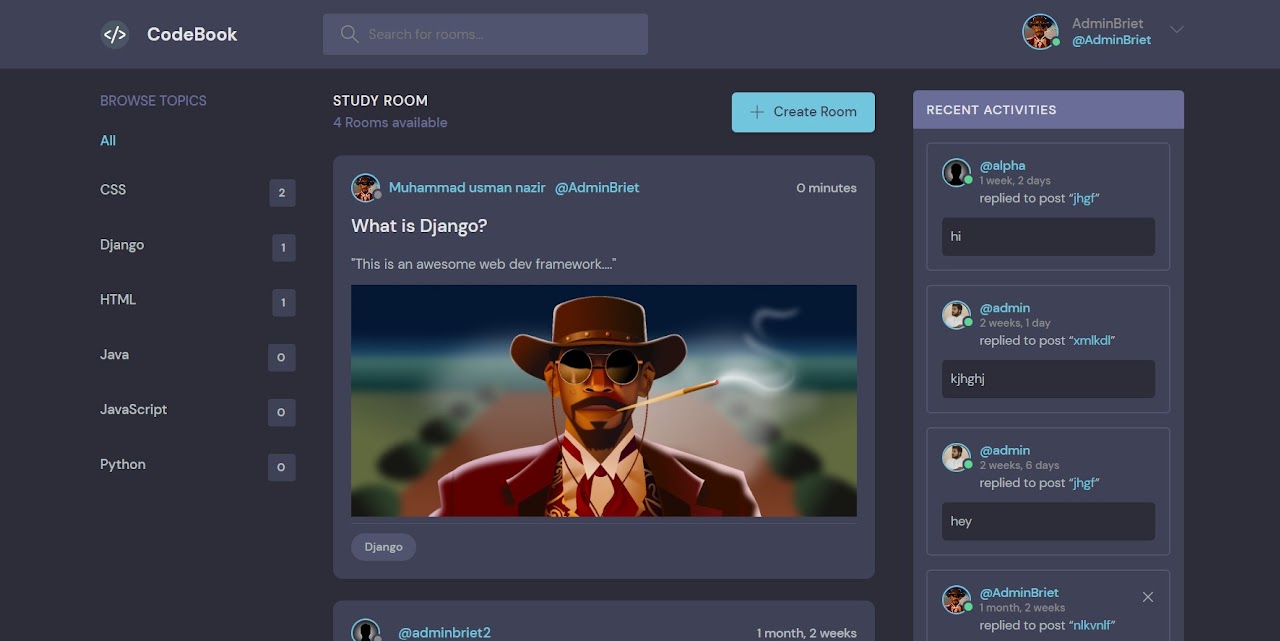 CodeBook
Search for rooms...
AdminBriet
@AdminBriet
BROWSE TOPICS
All
CSS 2
Django 1
HTML 1
Java 0
JavaScript 0
Python 0
STUDY ROOM
4 Rooms available
Create Room
Muhammad usman nazir @AdminBriet 0 minutes
What is Django?
"This is an awesome web dev framework...."
Django
@adminbriet2 1 month, 2 weeks
RECENT ACTIVITIES
@alpha
1 week, 2 days
replied to post “jhgf”
hi
@admin
2 weeks, 1 day
replied to post “xmlkdl”
kjhghj
@admin
2 weeks, 6 days
replied to post “jhgf”
hey
@AdminBriet
1 month, 2 weeks
replied to post “nlkvnlf”